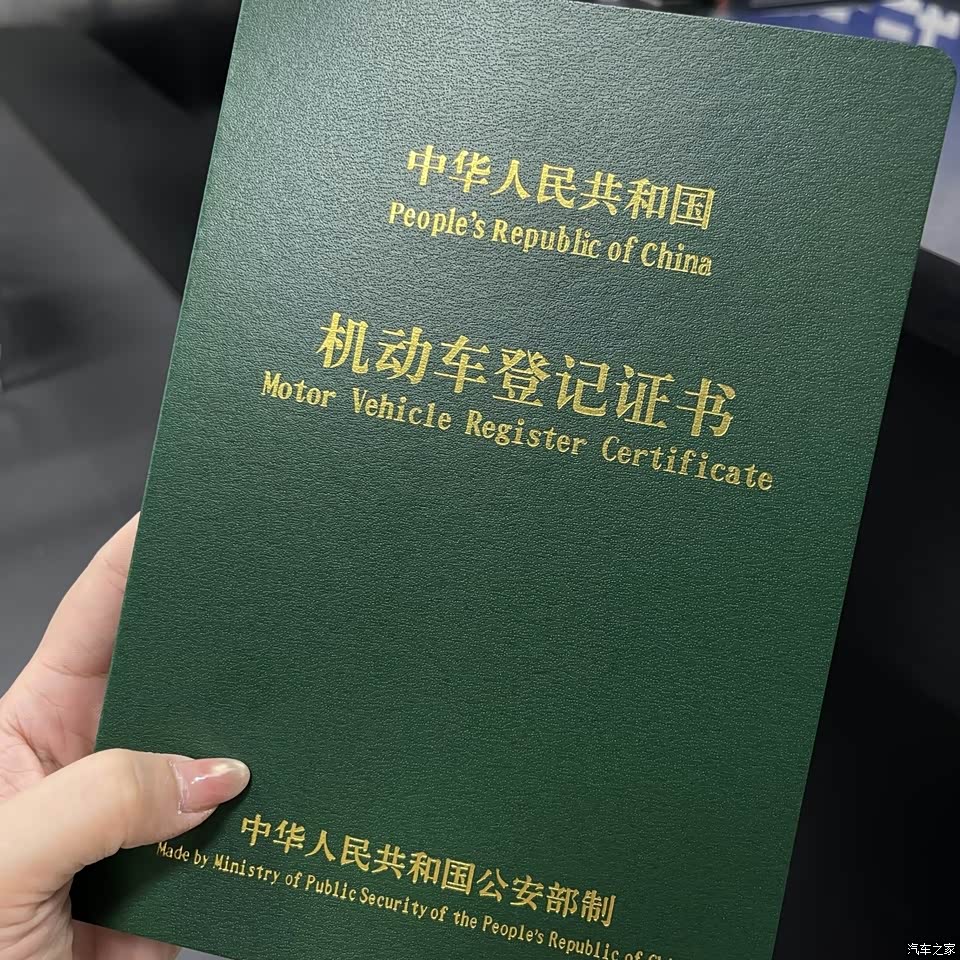 中华人民共和国
People's Republic of China
机动车登记证书
Motor Vehicle Register Certificate
中华人民共和国公安部制
Made by Ministry of Public Security of the People's Republic of
汽车之家